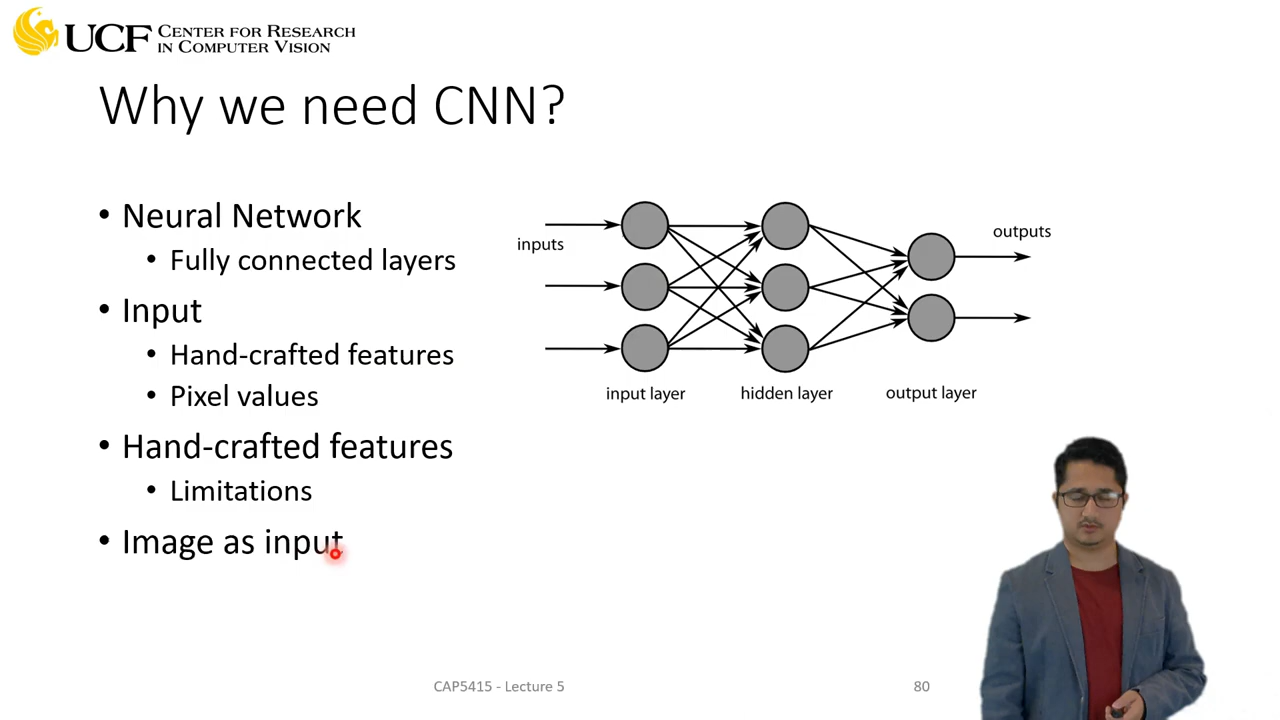 UCF CENTER FOR RESEARCH
IN COMPUTER VISION
Why we need CNN?
• Neural Network
• Fully connected layers
• Input
• Hand-crafted features
• Pixel values
• Hand-crafted features
• Limitations
• Image as input
inputs
outputs
input layer
hidden layer
output layer
CAP5415 - Lecture 5
80